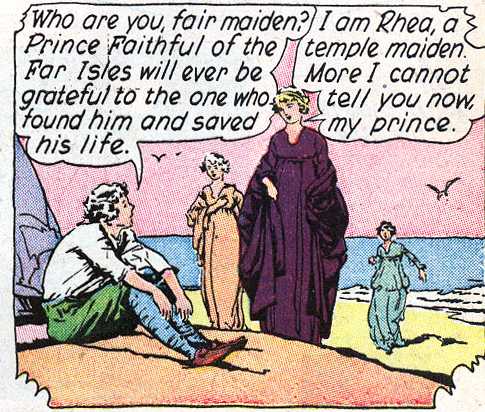 Who are you, fair maiden?
Prince Faithful of the
Far Isles will ever be
grateful to the one who
found him and saved
his life.
I am Rhea, a
temple maiden.
More I cannot
tell you now,
my prince.